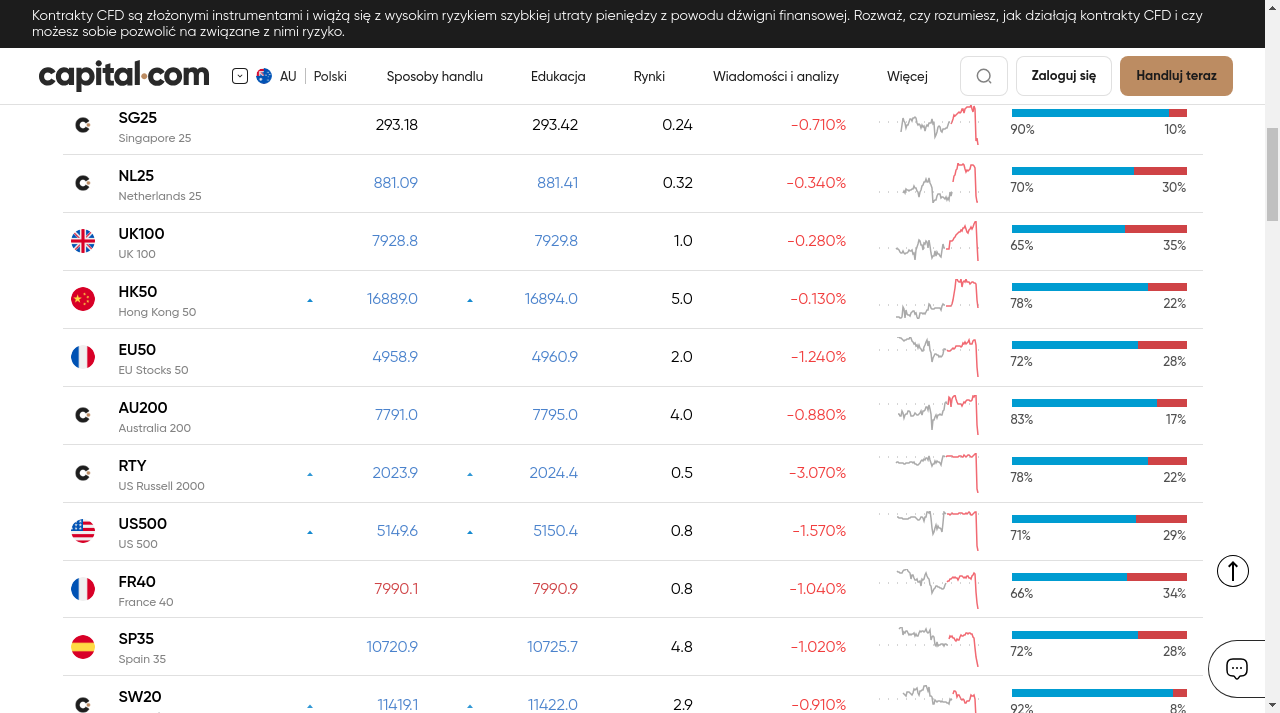 Kontrakty CFD są złożonymi instrumentami i wiążą się z wysokim ryzykiem szybkiej utraty pieniędzy z powodu dźwigni finansowej. Rozważ, czy rozumiesz, jak działają kontrakty CFD i czy
możesz sobie pozwolić na związane z nimi ryzyko.
capital.com AU Polski Sposoby handlu Edukacja Rynki Wiadomości i analizy Więcej Zaloguj się Handluj teraz
SG25 293.18 293.42 0.24 -0.710%
Singapore 25 90% 10%
NL25 881.09 881.41 0.32 -0.340%
Netherlands 25 70% 30%
UK100 7928.8 7929.8 1.0 -0.280%
UK 100 65% 35%
HK50 16889.0 16894.0 5.0 -0.130%
Hong Kong 50 78% 22%
EU50 4958.9 4960.9 2.0 -1.240%
EU Stocks 50 72% 28%
AU200 7791.0 7795.0 4.0 -0.880%
Australia 200 83% 17%
RTY 2023.9 2024.4 0.5 -3.070%
US Russell 2000 78% 22%
US500 5149.6 5150.4 0.8 -1.570%
US 500 71% 29%
FR40 7990.1 7990.9 0.8 -1.040%
France 40 66% 34%
SP35 10720.9 10725.7 4.8 -1.020%
Spain 35 72% 28%
SW20 11419.1 11422.0 2.9 -0.910%
92% 8%